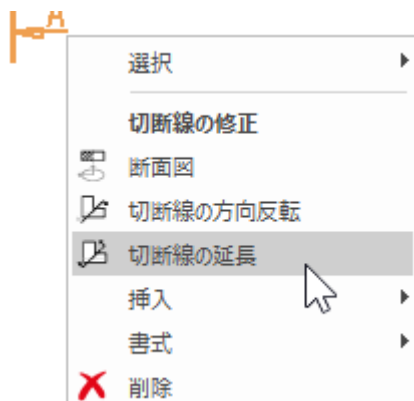 A
選択
切断線の修正
断面図
切断線の方向反転
切断線の延長
挿入
書式
削除